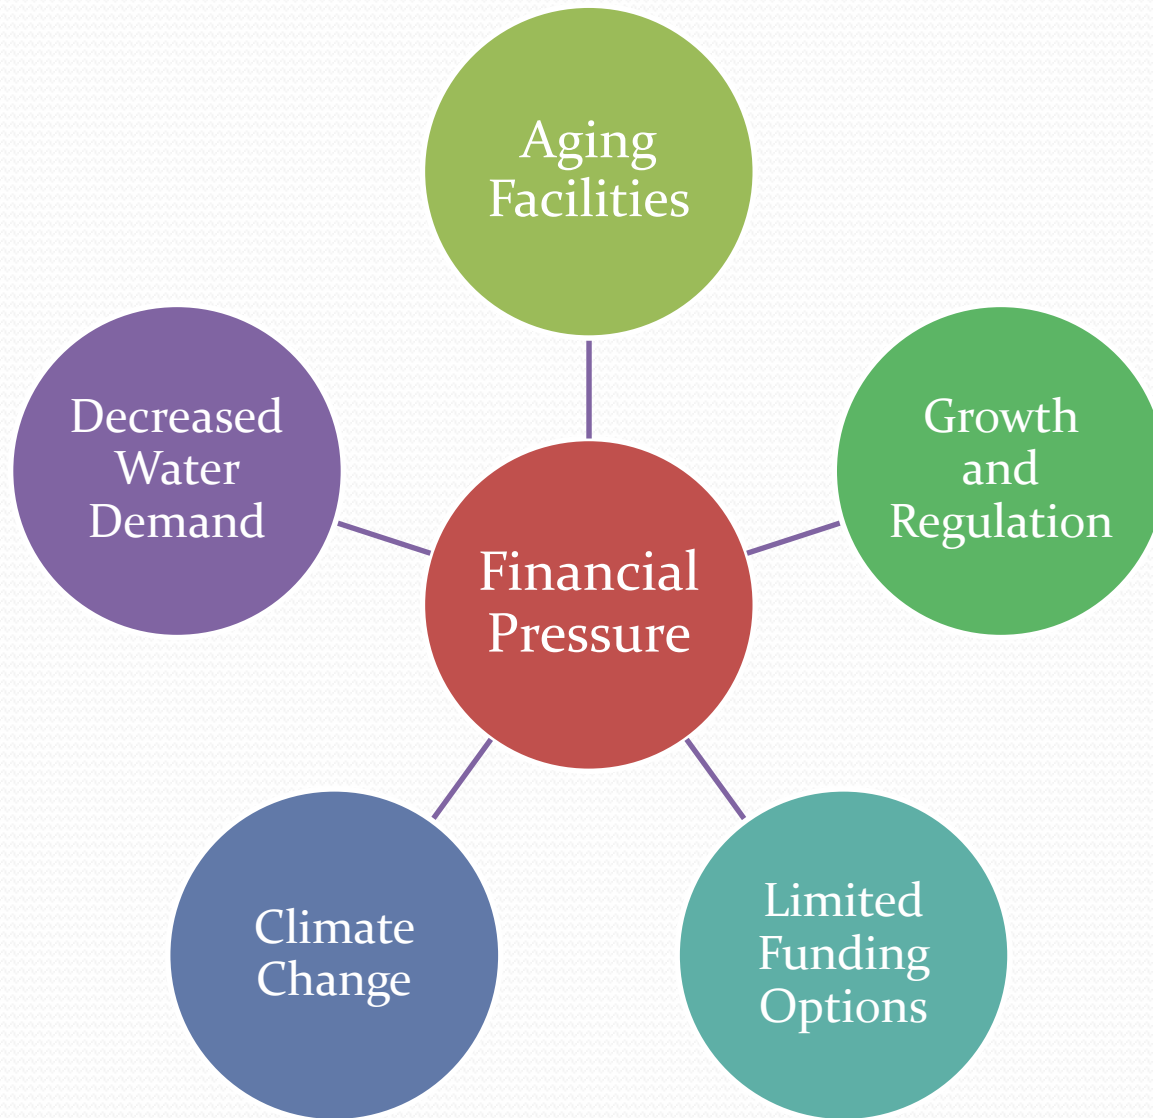 Aging
Facilities
Decreased
Water
Demand
Growth
and
Regulation
Financial
Pressure
Climate
Change
Limited
Funding
Options